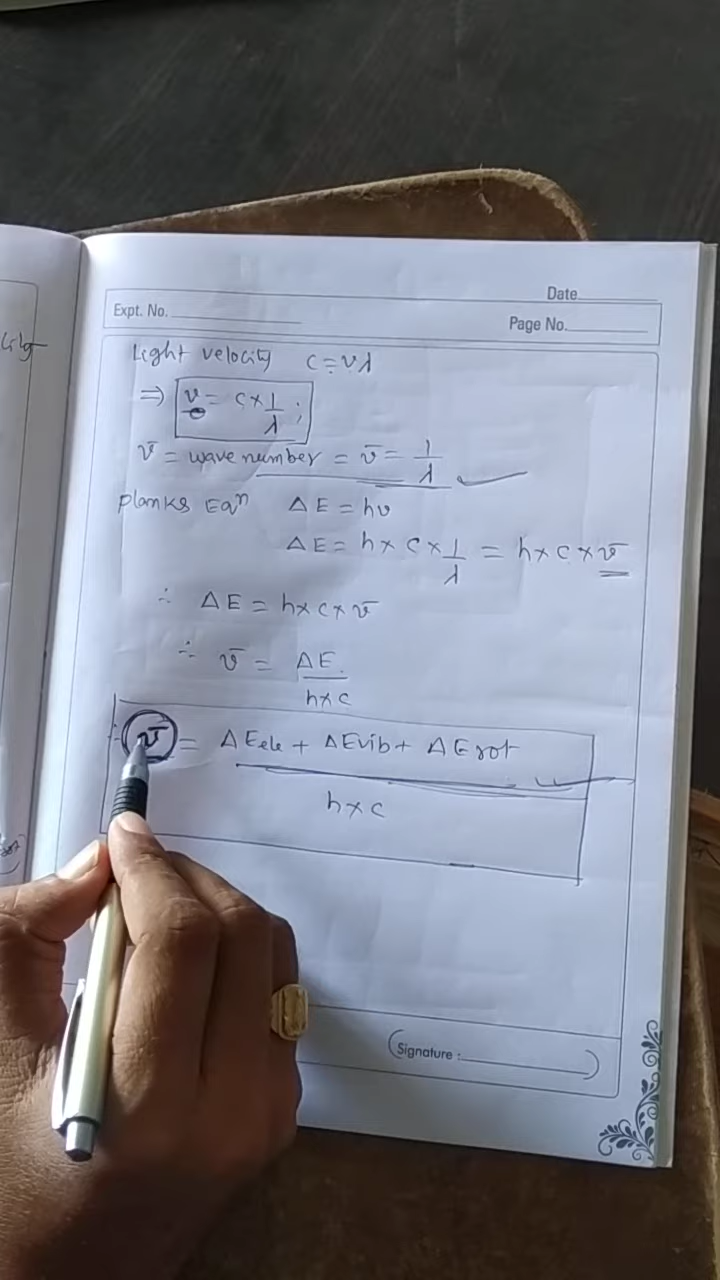 Date
Expt. No.
Page No.
Light velocity C=νλ
⇒ ν = C×1/λ ;
ν̄ = wave number = ν̄ = 1/λ
Planks Eqⁿ ΔE = hν
ΔE = h×C×1/λ = h×C×ν̄
∴ ΔE = h×C×ν̄
∴ ν̄ = ΔE/h×C
∴ ν̄ = ΔEele + ΔEvib + ΔErot
h×C
Signature :